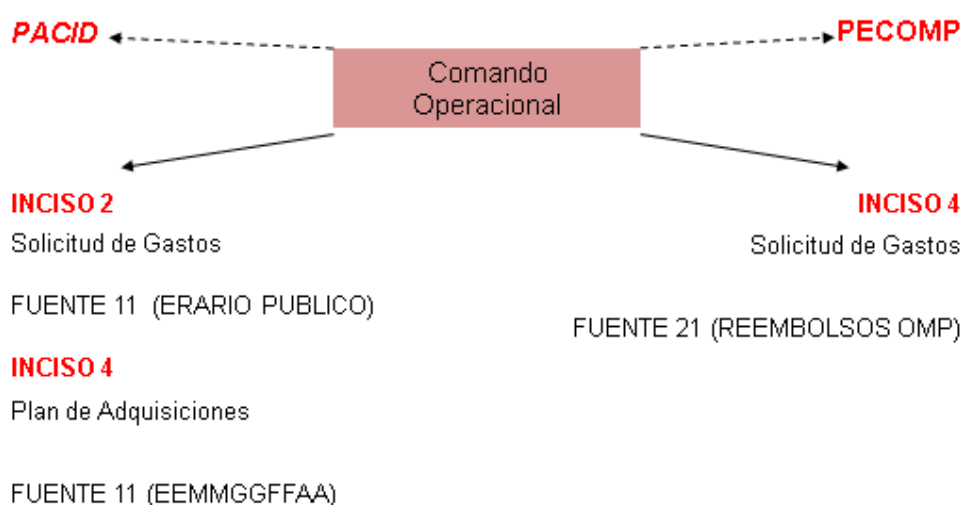 PACID
PECOMP
Comando
Operacional
INCISO 2
Solicitud de Gastos
FUENTE 11 (ERARIO PUBLICO)
INCISO 4
Plan de Adquisiciones
FUENTE 11 (EEMMGGFFAA)
INCISO 4
Solicitud de Gastos
FUENTE 21 (REEMBOLSOS OMP)